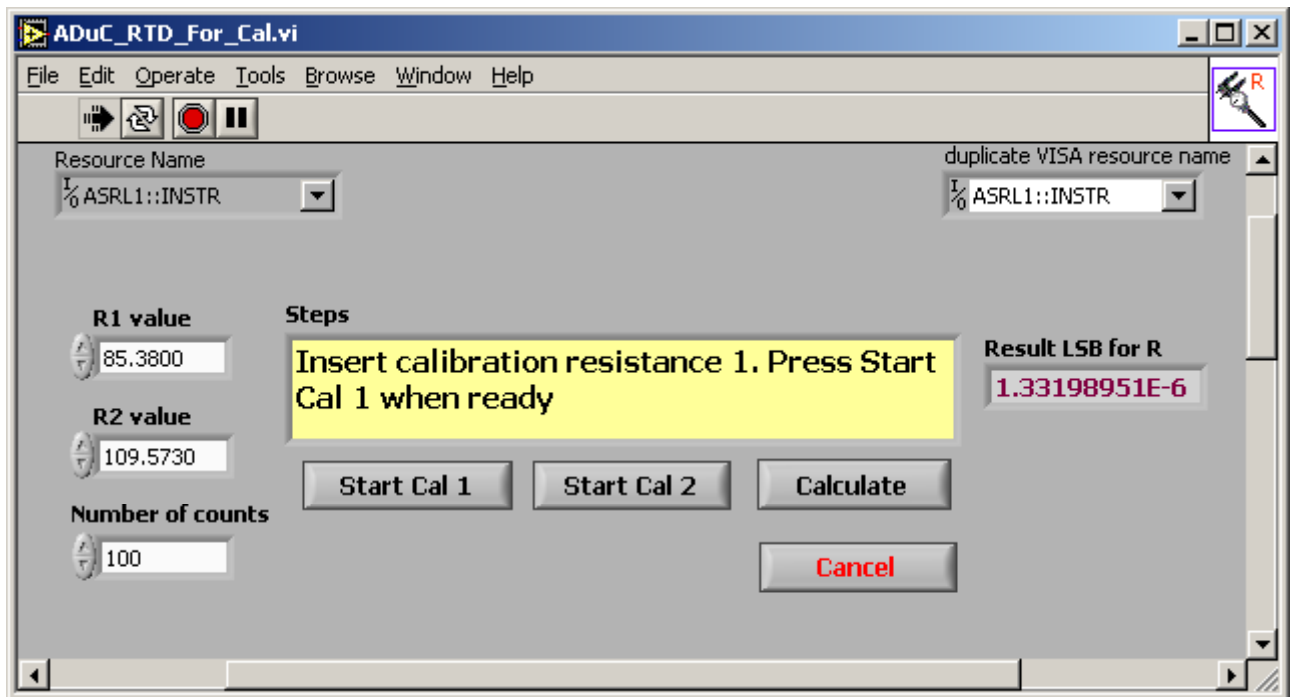 ADuC_RTD_For_Cal.vi
File Edit Operate Tools Browse Window Help
R
Resource Name
duplicate VISA resource name
I/O ASRL1::INSTR
I/O ASRL1::INSTR
R1 value
85.3800
R2 value
109.5730
Number of counts
100
Steps
Insert calibration resistance 1. Press Start
Cal 1 when ready
Start Cal 1
Start Cal 2
Calculate
Cancel
Result LSB for R
1.33198951E-6